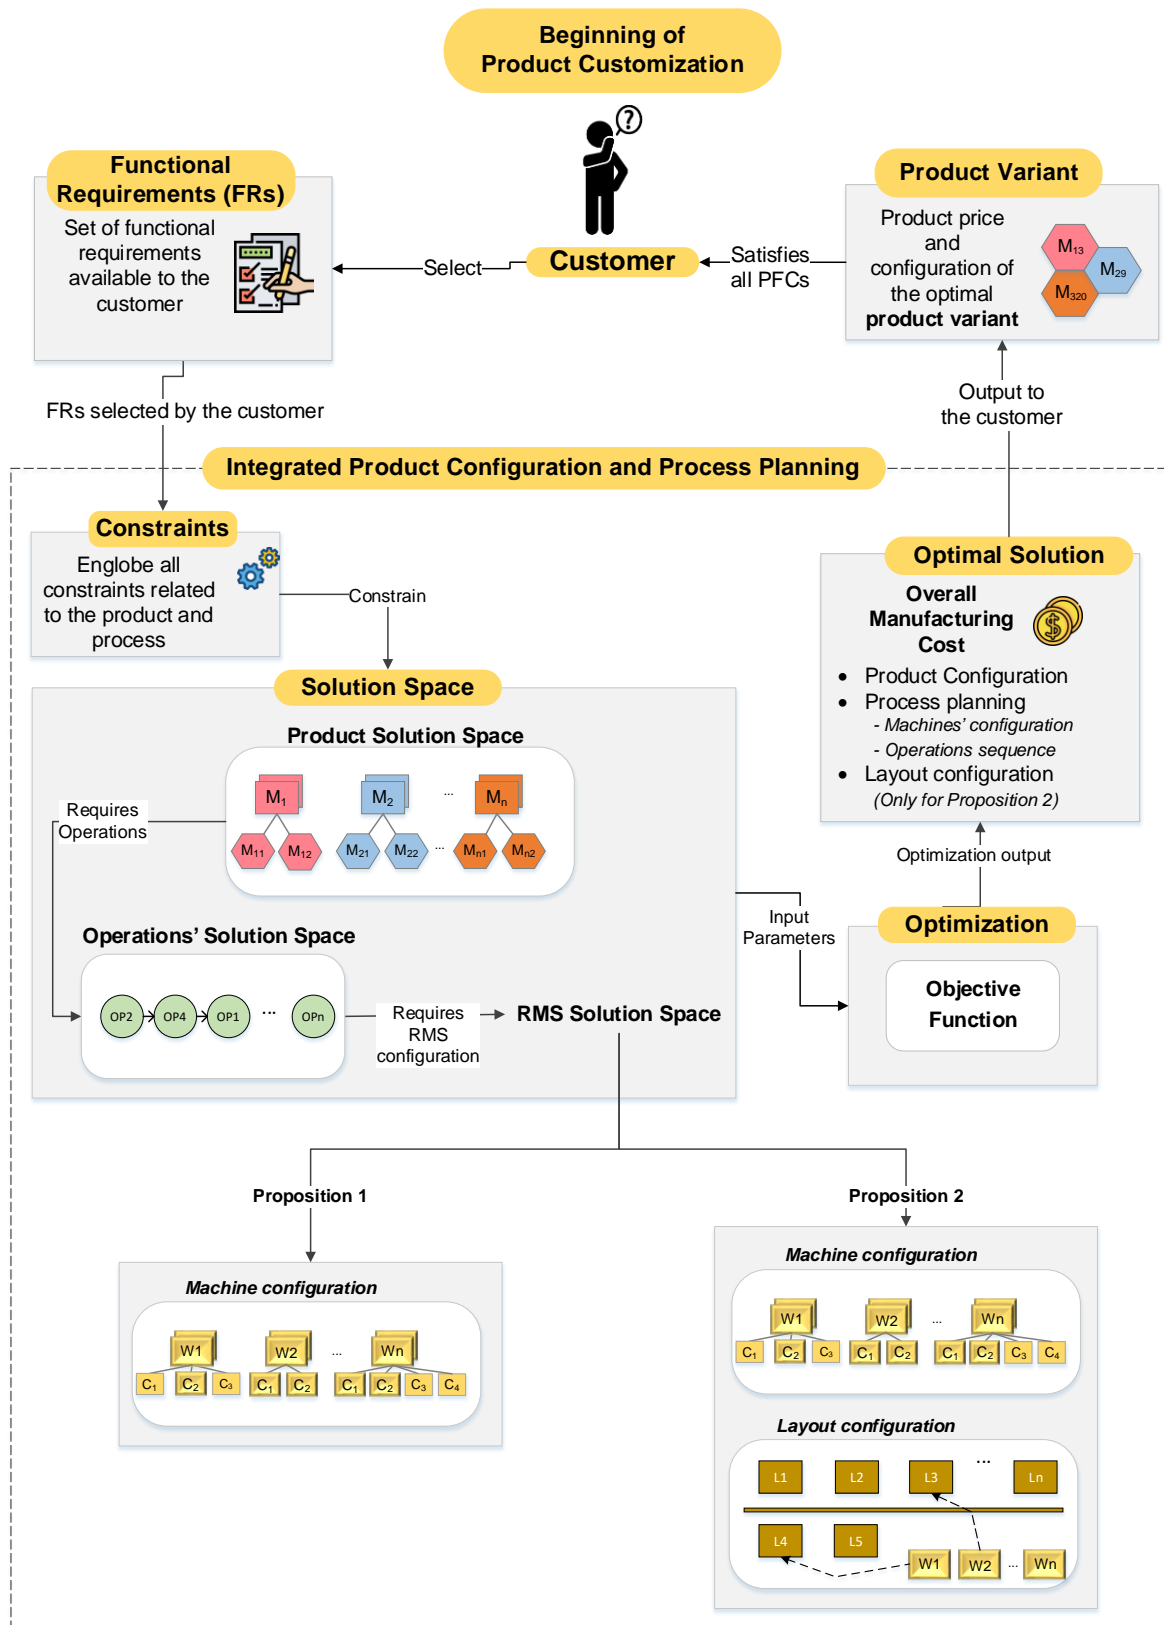 Beginning of
Product Customization
?
Functional
Requirements (FRs)
Set of functional
requirements
available to the
customer
Select
Customer
Satisfies
all PFCs
Product Variant
Product price
and
configuration of
the optimal
product variant
M13
M29
M320
FRs selected by the customer
Output to
the customer
Integrated Product Configuration and Process Planning
Constraints
Englobe all
constraints related
to the product and
process
Constrain
Optimal Solution
Overall
Manufacturing
Cost
$
• Product Configuration
• Process planning
- Machines' configuration
- Operations sequence
• Layout configuration
(Only for Proposition 2)
Solution Space
Product Solution Space
M1 M2 ... Mn
M11 M12 M21 M22 ... Mn1 Mn2
Requires
Operations
Operations' Solution Space
OP2 OP4 OP1 ... OPn
Requires
RMS
configuration
RMS Solution Space
Input
Parameters
Optimization output
Optimization
Objective
Function
Proposition 1
Machine configuration
W1 W2 ... Wn
C1 C2 C3 C1 C2 C1 C2 C3 C4
Proposition 2
Machine configuration
W1 W2 ... Wn
C1 C2 C3 C1 C2 C1 C2 C3 C4
Layout configuration
L1 L2 L3 ... Ln
L4 L5
W1 W2 ... Wn